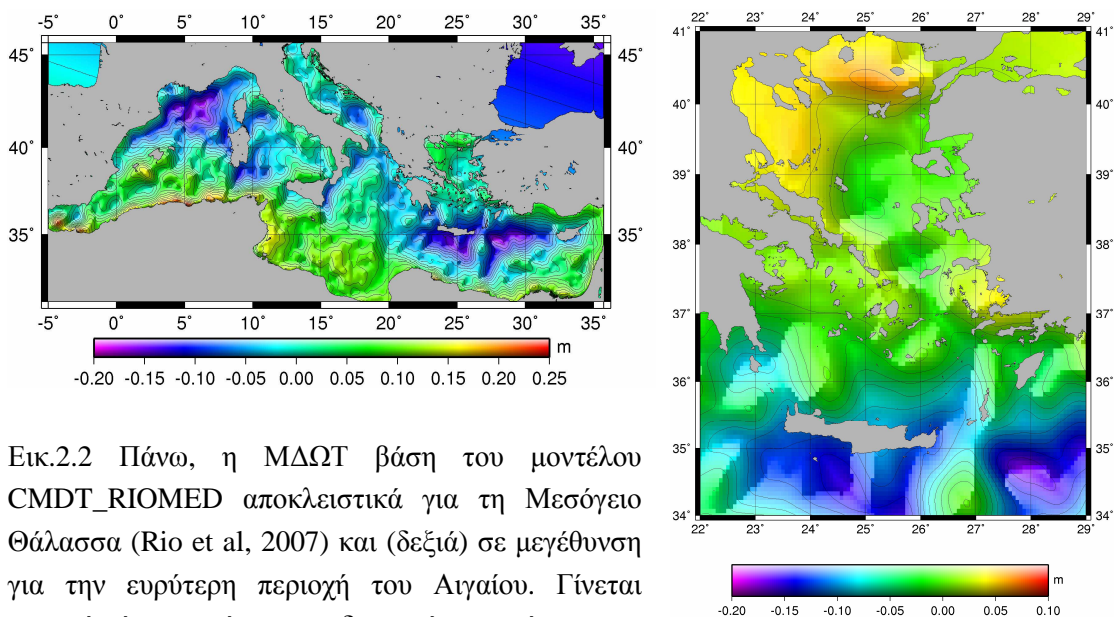 -5° 0° 5° 10° 15° 20° 25° 30° 35°
45° 45°
40° 40°
35° 35°
-5° 0° 5° 10° 15° 20° 25° 30° 35°
m
-0.20 -0.15 -0.10 -0.05 0.00 0.05 0.10 0.15 0.20 0.25
22° 23° 24° 25° 26° 27° 28° 29°
41° 41°
40° 40°
39° 39°
38° 38°
37° 37°
36° 36°
35° 35°
34° 34°
22° 23° 24° 25° 26° 27° 28° 29°
m
-0.20 -0.15 -0.10 -0.05 0.00 0.05 0.10
Εικ.2.2 Πάνω, η ΜΔΩΤ βάση του μοντέλου
CMDT_RIOMED αποκλειστικά για τη Μεσόγειο
Θάλασσα (Rio et al, 2007) και (δεξιά) σε μεγέθυνση
για την ευρύτερη περιοχή του Αιγαίου. Γίνεται